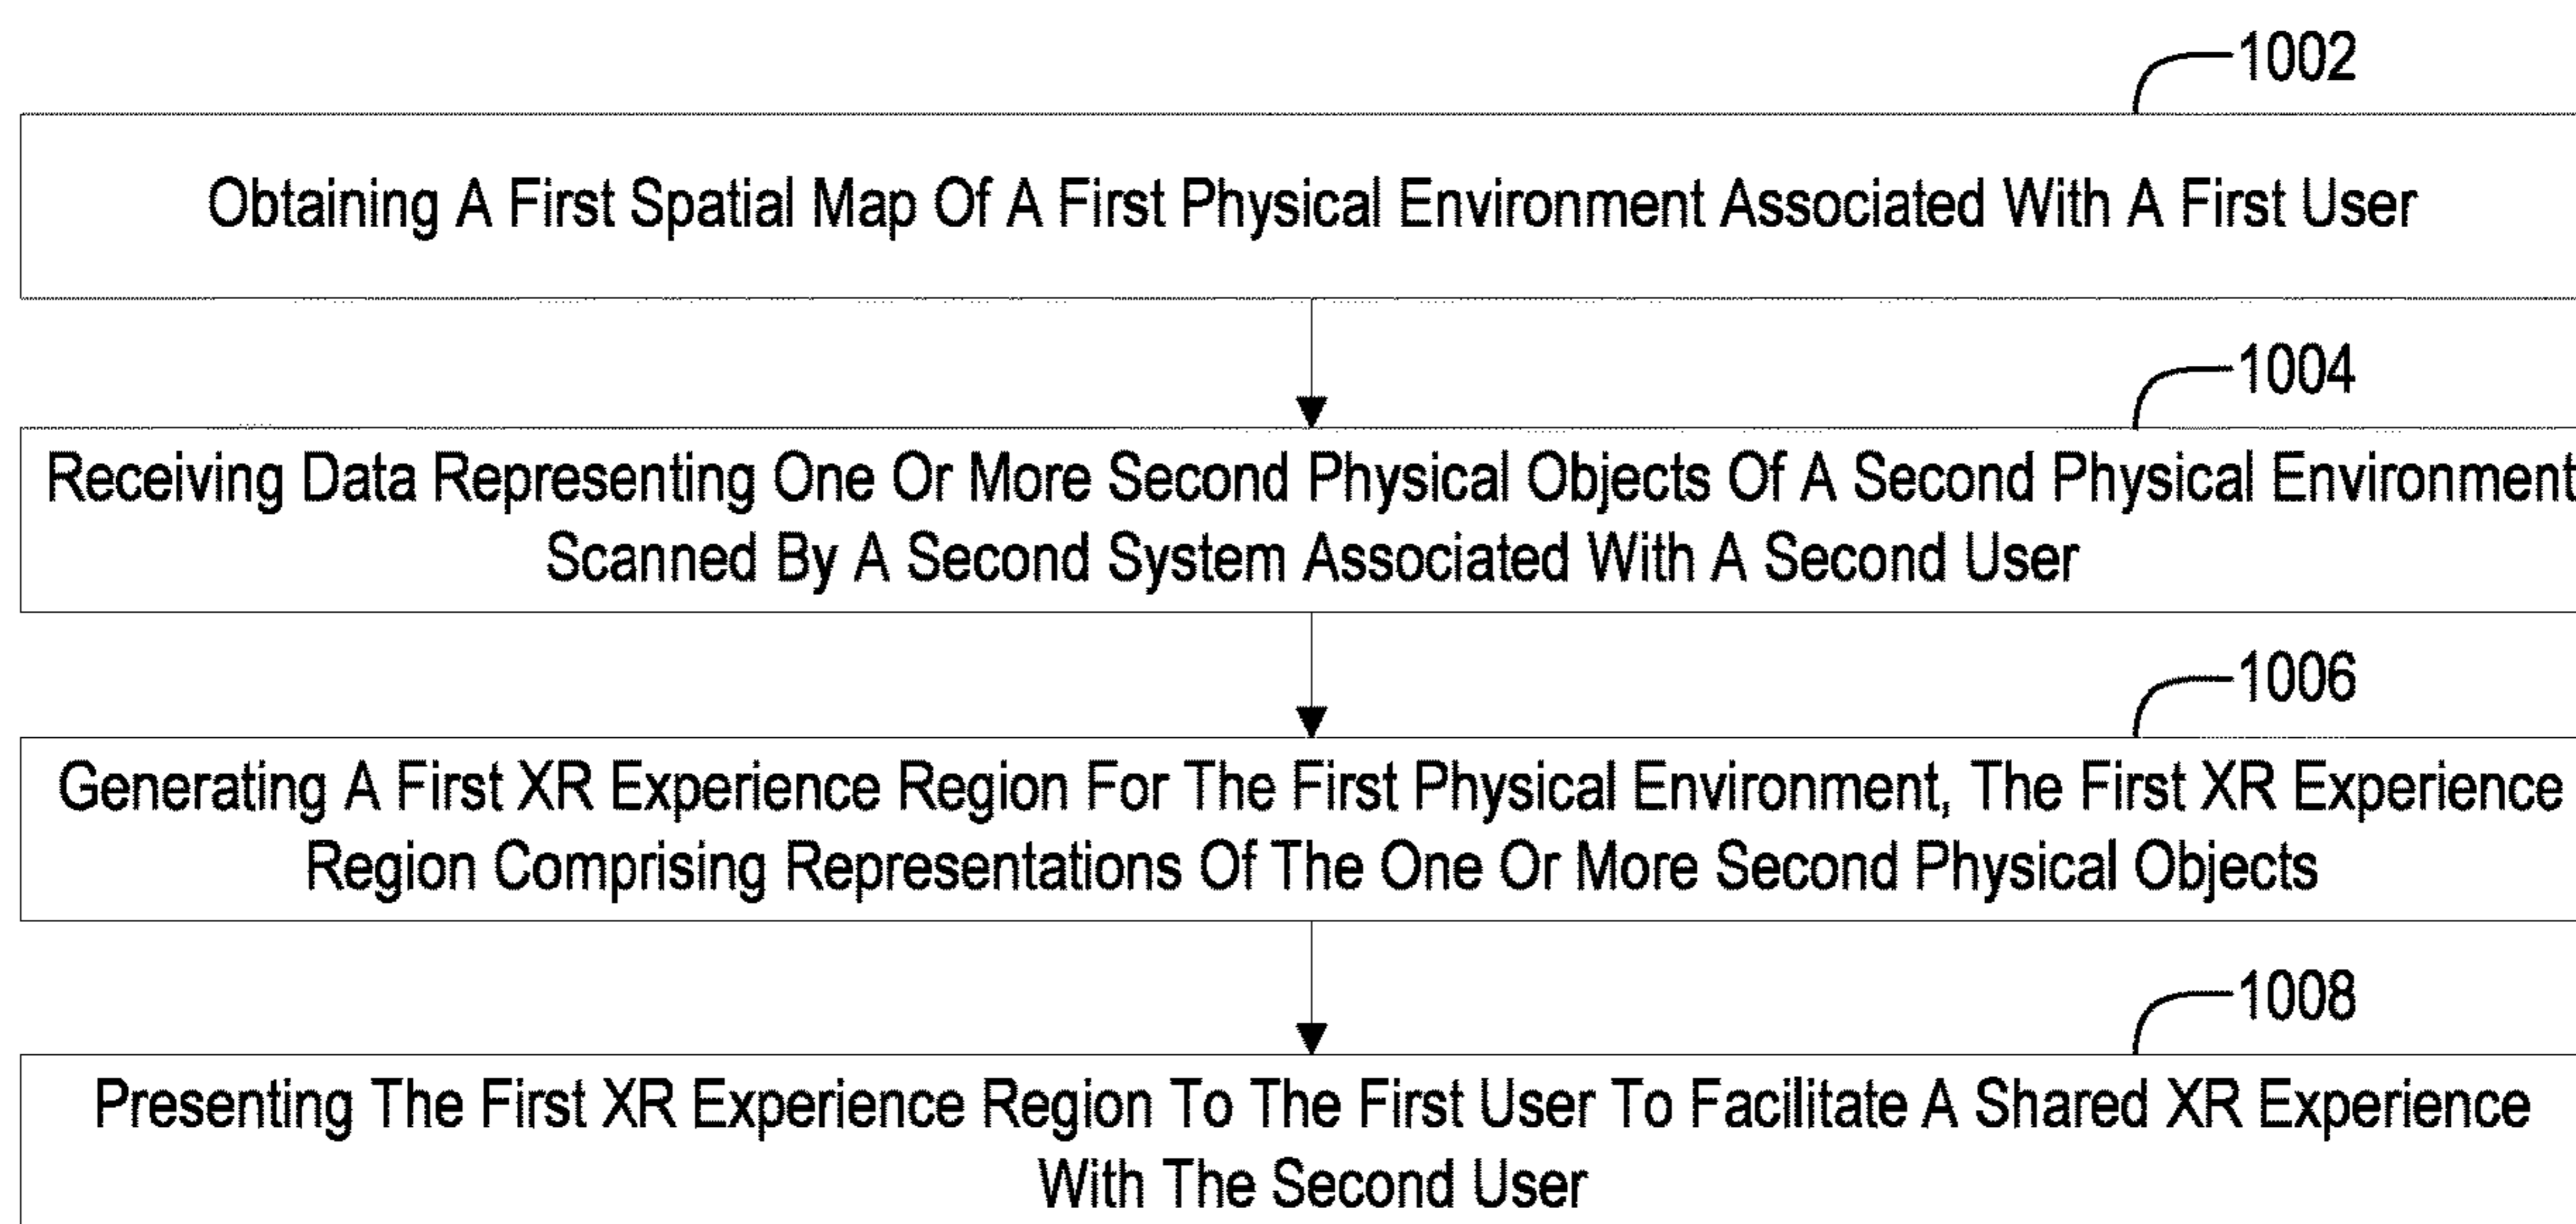 1002
Obtaining A First Spatial Map Of A First Physical Environment Associated With A First User
1004
Receiving Data Representing One Or More Second Physical Objects Of A Second Physical Environment
Scanned By A Second System Associated With A Second User
1006
Generating A First XR Experience Region For The First Physical Environment, The First XR Experience
Region Comprising Representations Of The One Or More Second Physical Objects
1008
Presenting The First XR Experience Region To The First User To Facilitate A Shared XR Experience
With The Second User